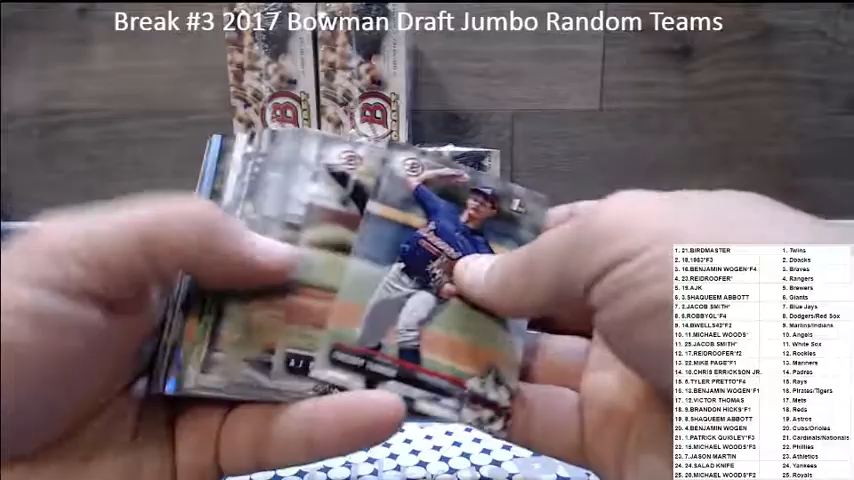 Break #3 2017 Bowman Draft Jumbo Random Teams
B
B
1. 21.BIRDMASTER 1. Twins
2. 18.1983*F3 2. Dbacks
3. 16.BENJAMIN WOGEN*F4 3. Braves
4. 23.REIDROOFER* 4. Rangers
5. 19.AJK 5. Brewers
6. 3.SHAQUEEM ABBOTT 6. Giants
7. 2.JACOB SMITH* 7. Blue Jays
8. 6.ROBBYGL*F4 8. Dodgers/Red Sox
9. 14.BWELLS42*F2 9. Marlins/Indians
10. 11.MICHAEL WOODS* 10. Angels
11. 25.JACOB SMITH* 11. White Sox
12. 17.REIDROOFER*f2 12. Rockies
13. 22.MIKE PAGE*F1 13. Mariners
14. 10.CHRIS ERRICKSON JR. 14. Padres
15. 5.TYLER PRETTO*F4 15. Rays
16. 13.BENJAMIN WOGEN*F1 16. Pirates/Tigers
17. 12.VICTOR THOMAS 17. Mets
18. 9.BRANDON HICKS*F1 18. Reds
19. 8.SHAQUEEM ABBOTT 19. Astros
20. 4.BENJAMIN WOGEN 20. Cubs/Orioles
21. 1.PATRICK QUIGLEY*F3 21. Cardinals/Nationals
22. 15.MICHAEL WOODS*F2 22. Phillies
23. 7.JASON MARTIN 23. Athletics
24. 24.SALAD KNIFE 24. Yankees
25. 20.MICHAEL WOODS*F2 25. Royals